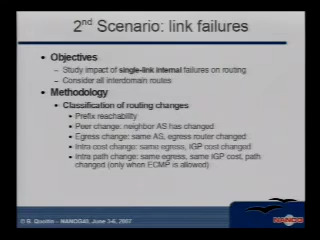 2nd Scenario: link failures
• Objectives
– Study impact of single-link internal failures on routing
– Consider all interdomain routes
• Methodology
• Classification of routing changes
• Prefix reachability
• Peer change: neighbor AS has changed
• Egress change: same AS, egress router changed
• Intra cost change: same egress, IGP cost changed
• Intra path change: same egress, same IGP cost, path
changed (only when ECMP is allowed)
© B. Quoitin - NANOG40, June 3-6, 2007
NANOG